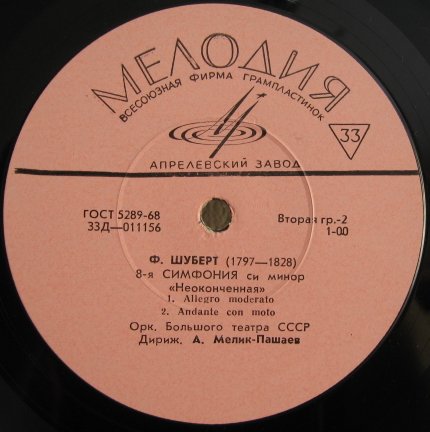 МЕЛОДИЯ
ВСЕСОЮЗНАЯ ФИРМА ГРАМПЛАСТИНОК
33
АПРЕЛЕВСКИЙ ЗАВОД
ГОСТ 5289-68
33Д—011156
Вторая гр.-2
1-00
Ф. ШУБЕРТ (1797—1828)
8-я СИМФОНИЯ си минор
«Неоконченная»
1. Allegro moderato
2. Andante con moto
Орк. Большого театра СССР
Дириж. А. Мелик-Пашаев